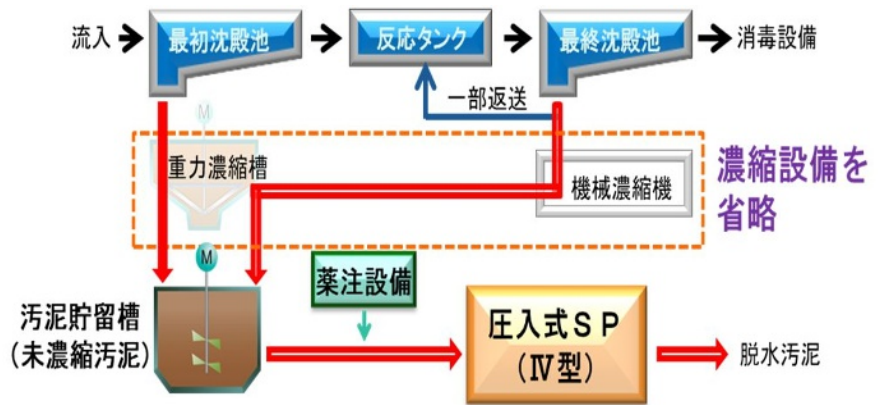 流入
最初沈殿池
反応タンク
最終沈殿池
消毒設備
一部返送
M
重力濃縮槽
機械濃縮機
濃縮設備を
省略
M
薬注設備
汚泥貯留槽
(未濃縮汚泥)
圧入式SP
(Ⅳ型)
脱水汚泥